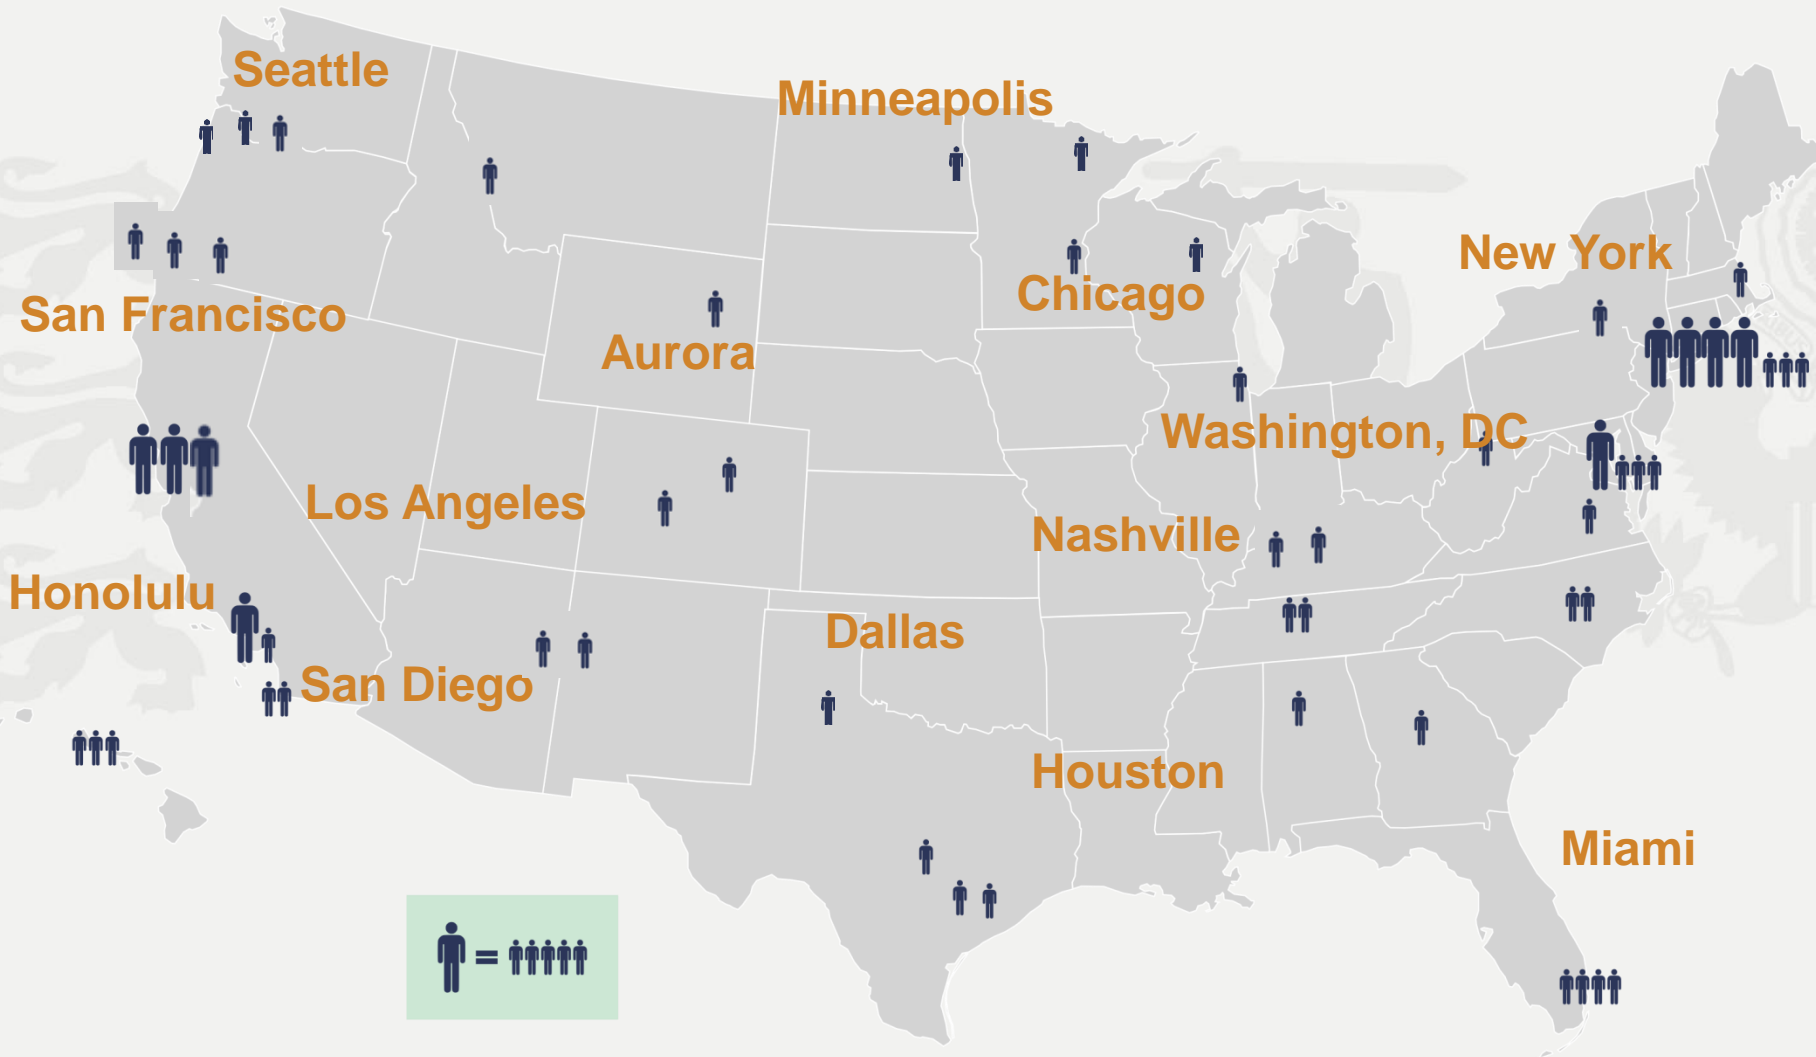 Seattle
Minneapolis
New York
Chicago
San Francisco
Aurora
Washington, DC
Los Angeles
Nashville
Honolulu
Dallas
San Diego
Houston
Miami
=